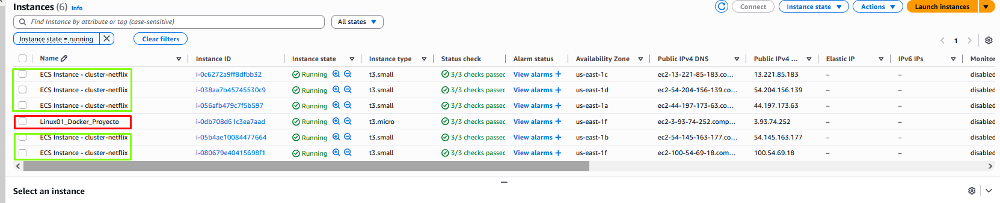 Instances (6) Info Connect Instance state Actions Launch instances
Find Instance by attribute or tag (case-sensitive) All states
Instance state = running Clear filters 1
Name Instance ID Instance state Instance type Status check Alarm status Availability Zone Public IPv4 DNS Public IPv4 ... Elastic IP IPv6 IPs Monitor
ECS Instance - cluster-netflix i-0c6272a9ff8dfbb32 Running t3.small 3/3 checks passec View alarms + us-east-1c ec2-13-221-85-183.co... 13.221.85.183 – – disabled
ECS Instance - cluster-netflix i-038aa7b45745530c9 Running t3.small 3/3 checks passec View alarms + us-east-1d ec2-54-204-156-139.co... 54.204.156.139 – – disabled
ECS Instance - cluster-netflix i-056afb479c7f5b597 Running t3.small 3/3 checks passec View alarms + us-east-1a ec2-44-197-173-63.co... 44.197.173.63 – – disabled
Linux01_Docker_Proyecto i-0db708d61c3ea7aad Running t3.micro 3/3 checks passec View alarms + us-east-1f ec2-3-93-74-252.comp... 3.93.74.252 – – disabled
ECS Instance - cluster-netflix i-05b4ae10084477664 Running t3.small 3/3 checks passec View alarms + us-east-1b ec2-54-145-163-177.co... 54.145.163.177 – – disabled
ECS Instance - cluster-netflix i-080679e40415698f1 Running t3.small 3/3 checks passec View alarms + us-east-1f ec2-100-54-69-18.com... 100.54.69.18 – – disabled
Select an instance